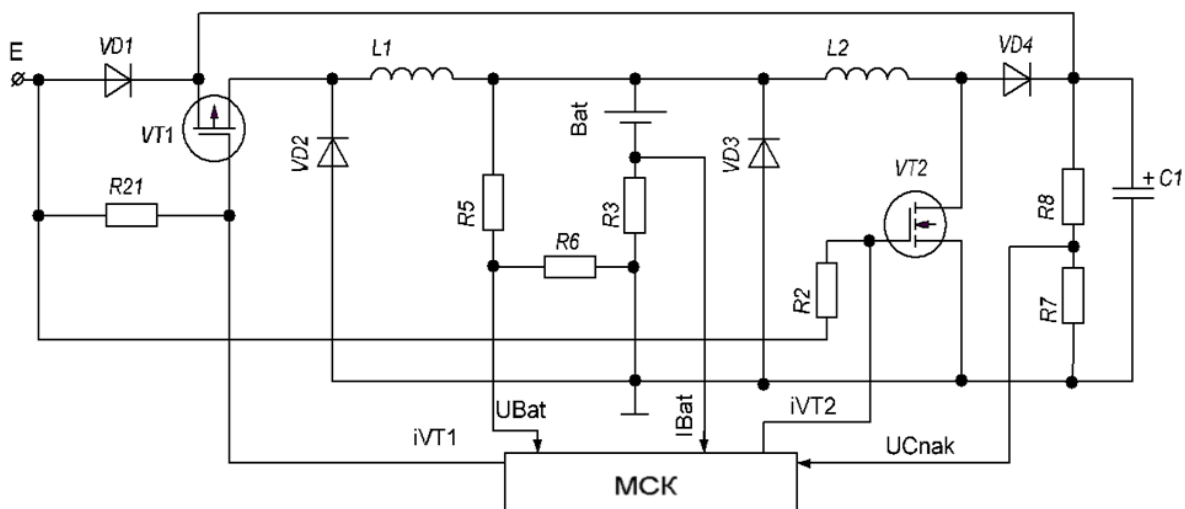 E
VD1
L1
L2
VD4
VT1
Bat
VD2
VD3
VT2
+ C1
R21
R5
R3
R8
R6
R2
R7
UBat
IBat
iVT2
iVT1
UCnak
МСК